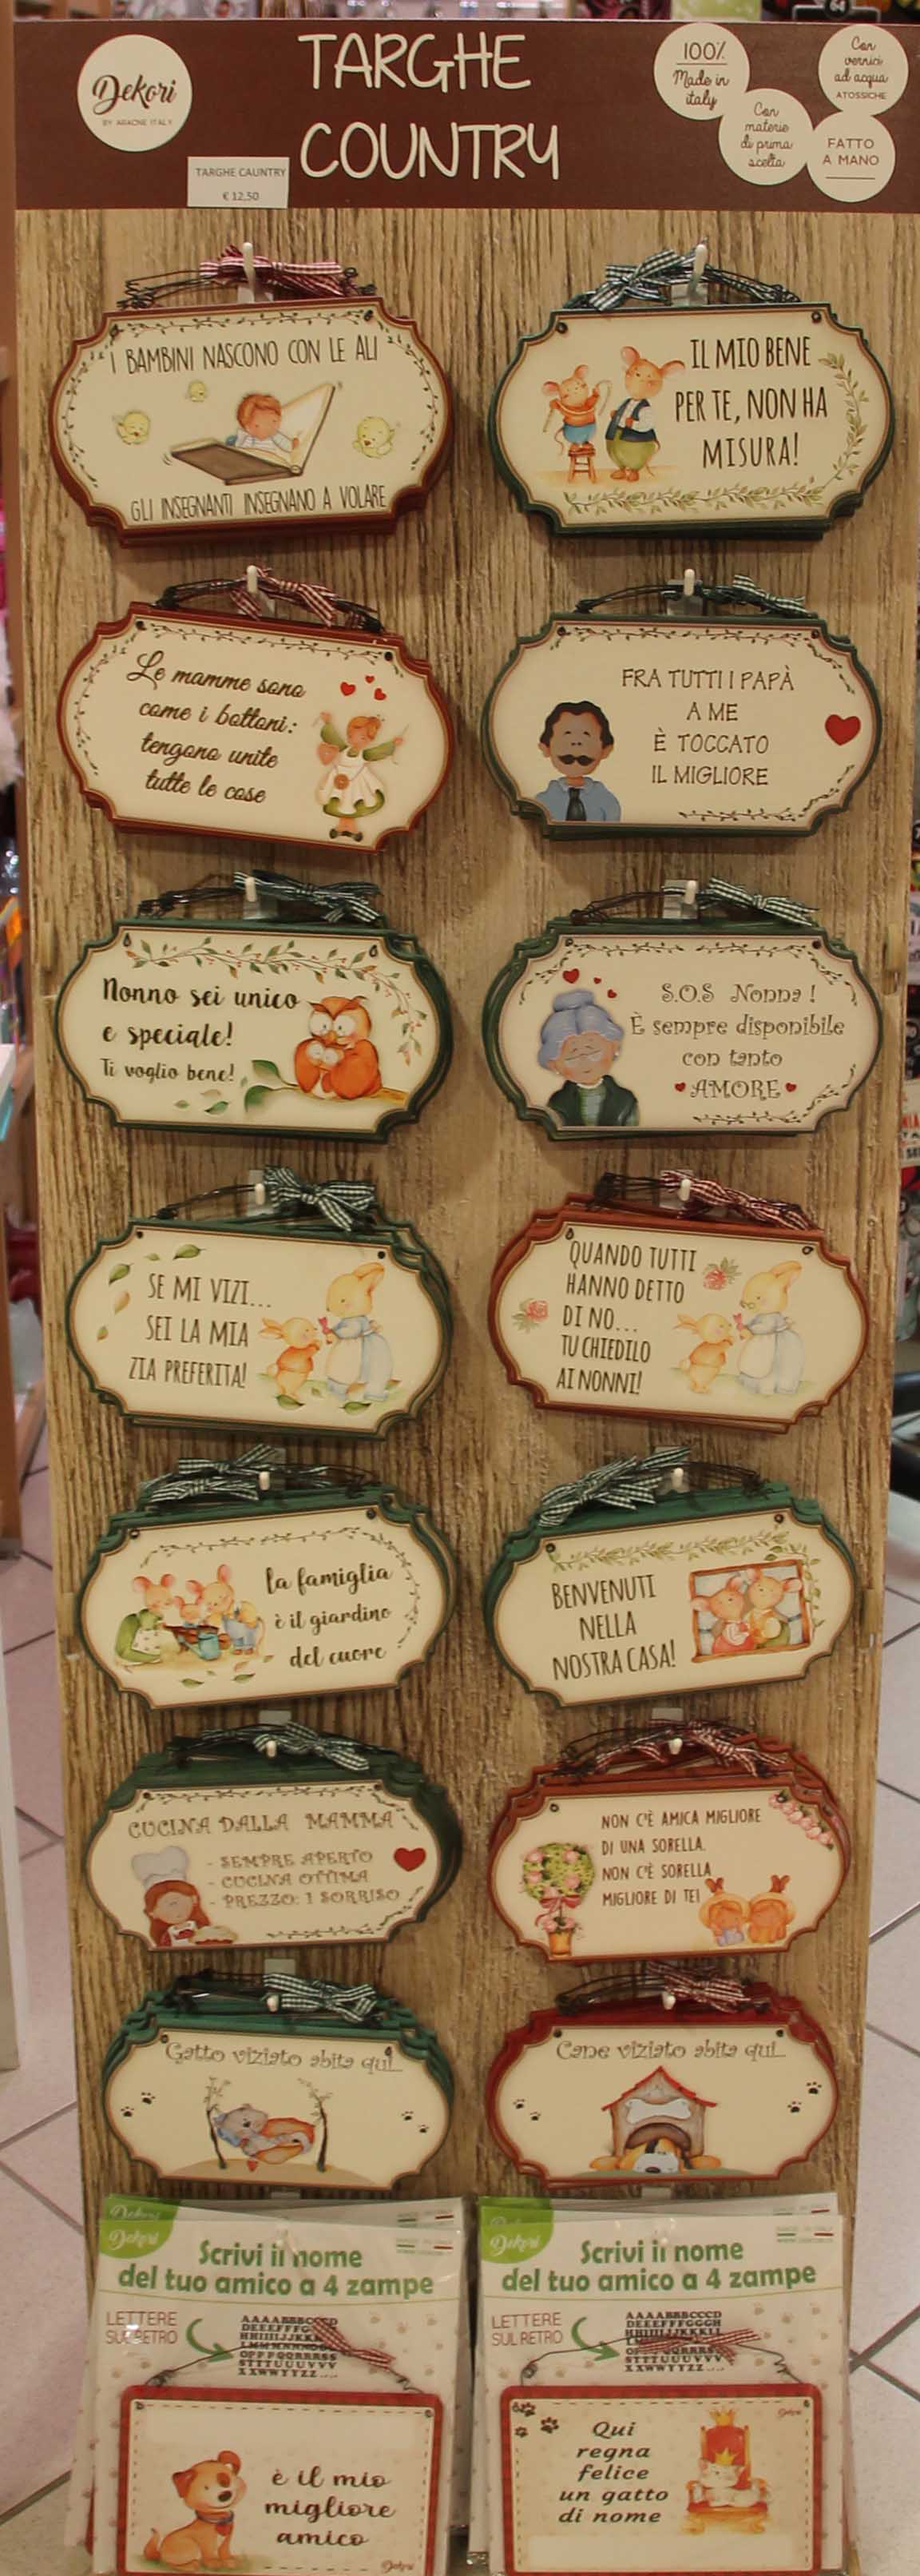 Dekori
BY ARACNE ITALY
TARGHE
COUNTRY
TARGHE CAUNTRY
€ 12,50
100%
Made in
italy
Con
materie
di prima
scelta
Con
vernici
ad acqua
ATOSSICHE
FATTO
A MANO
I BAMBINI NASCONO CON LE ALI
GLI INSEGNANTI INSEGNANO A VOLARE
IL MIO BENE
PER TE, NON HA
MISURA!
Le mamme sono
come i bottoni:
tengono unite
tutte le cose
FRA TUTTI I PAPÀ
A ME
È TOCCATO
IL MIGLIORE
Nonno sei unico
e speciale!
Ti voglio bene!
S.O.S Nonna !
È sempre disponibile
con tanto
AMORE
SE MI VIZI...
SEI LA MIA
ZIA PREFERITA!
QUANDO TUTTI
HANNO DETTO
DI NO...
TU CHIEDILO
AI NONNI!
la famiglia
è il giardino
del cuore
BENVENUTI
NELLA
NOSTRA CASA!
CUCINA DALLA MAMMA
- SEMPRE APERTO
- CUCINA OTTIMA
- PREZZO: 1 SORRISO
NON C'È AMICA MIGLIORE
DI UNA SORELLA.
NON C'È SORELLA
MIGLIORE DI TE!
Gatto viziato abita qui...
Cane viziato abita qui...
Dekori
Dekori
Scrivi il nome
del tuo amico a 4 zampe
LETTERE
SUL RETRO
è il mio
migliore
amico
Dekori
Dekori
Scrivi il nome
del tuo amico a 4 zampe
LETTERE
SUL RETRO
Qui
regna
felice
un gatto
di nome
Dekori